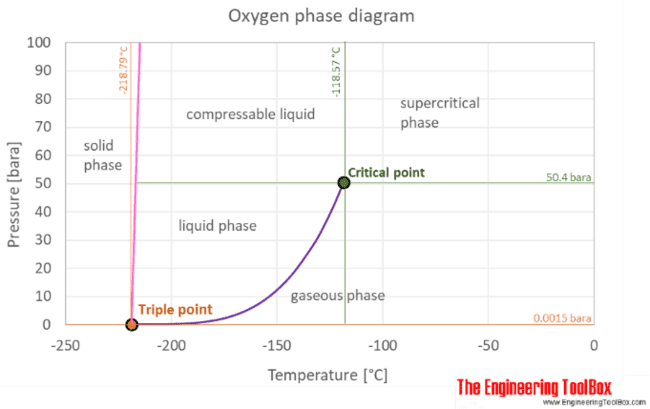 Oxygen phase diagram
100
90
80
70
60
50
40
30
20
10
0
Pressure [bara]
-218.79 °C
-118.57 °C
compressable liquid
supercritical
phase
solid
phase
Critical point
50.4 bara
liquid phase
gaseous phase
Triple point
0.0015 bara
-250
-200
-150
-100
-50
0
Temperature [°C]
The Engineering ToolBox
www.EngineeringToolBox.com